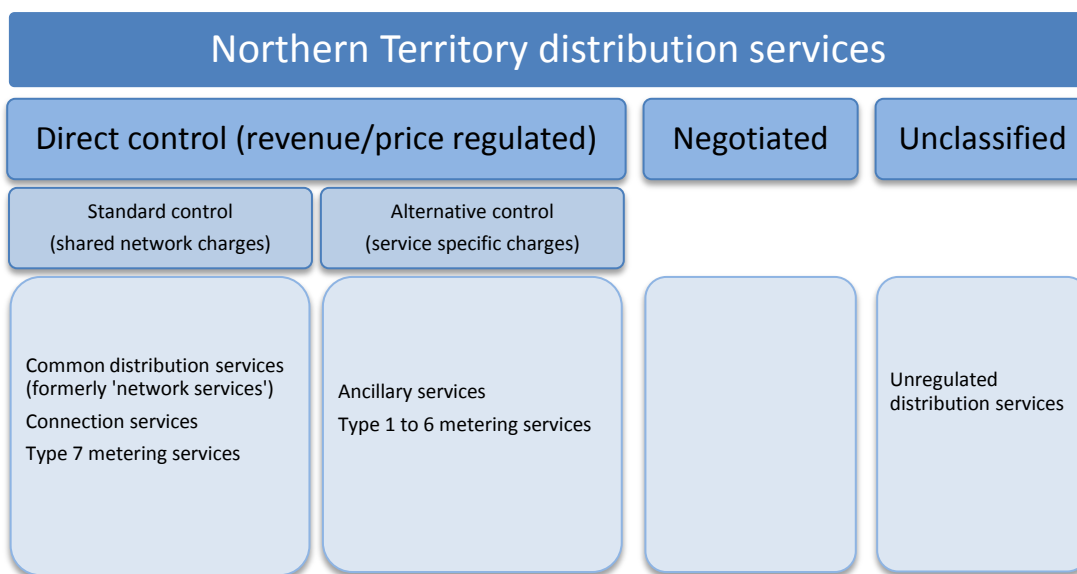 Northern Territory distribution services
Direct control (revenue/price regulated)
Negotiated
Unclassified
Standard control
(shared network charges)
Alternative control
(service specific charges)
Common distribution services
(formerly 'network services')
Connection services
Type 7 metering services
Ancillary services
Type 1 to 6 metering services
Unregulated
distribution services